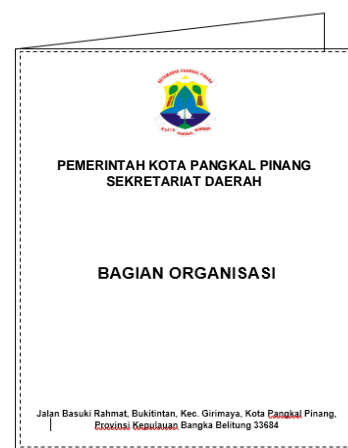 PEMERINTAH KOTA PANGKAL PINANG
SEKRETARIAT DAERAH
BAGIAN ORGANISASI
Jalan Basuki Rahmat, Bukitintan, Kec. Girimaya, Kota Pangkal Pinang,
Provinsi Kepulauan Bangka Belitung 33684